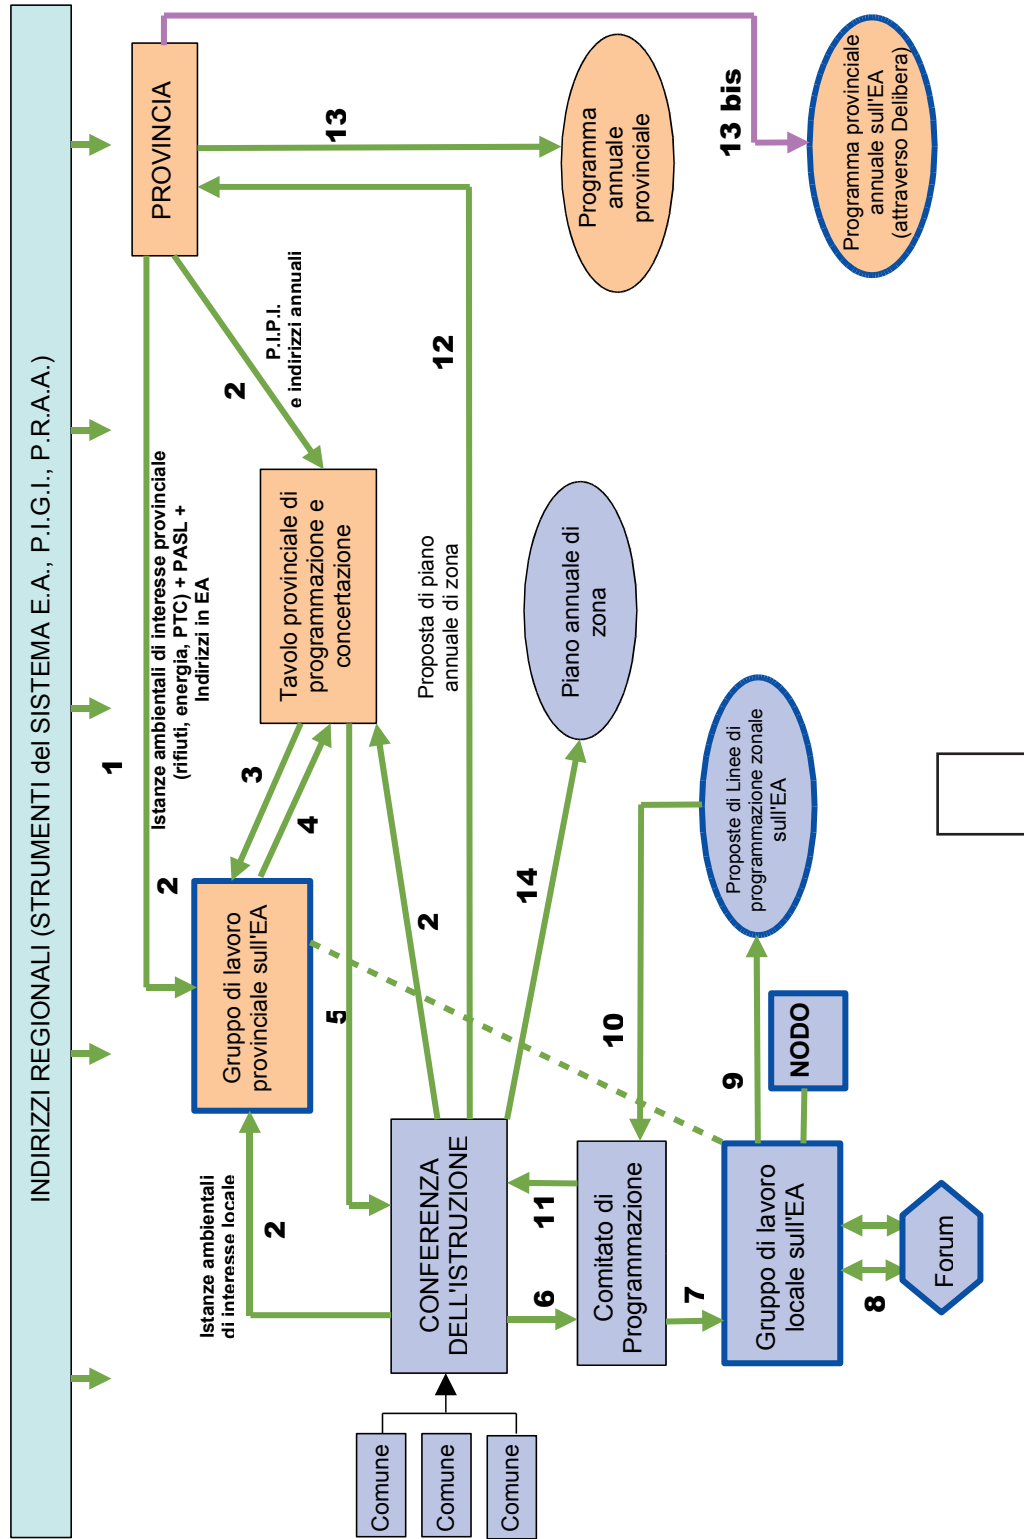 INDIRIZZI REGIONALI (STRUMENTI del SISTEMA E.A., P.I.G.I., P.R.A.A.)
1
Istanze ambientali di interesse provinciale
(rifiuti, energia, PTC) + PASL +
Indirizzi in EA
PROVINCIA
2
P.I.P.I.
e indirizzi annuali
2
Istanze ambientali
di interesse locale
2
Gruppo di lavoro
provinciale sull'EA
3
4
Tavolo provinciale di
programmazione e
concertazione
13
13 bis
5
2
12
Proposta di piano
annuale di zona
Comune
Comune
Comune
CONFERENZA
DELL'ISTRUZIONE
14
Piano annuale di
zona
Programma
annuale
provinciale
Programma provinciale
annuale sull'EA
(attraverso Delibera)
6
11
10
Comitato di
Programmazione
7
Gruppo di lavoro
locale sull'EA
9
NODO
Proposte di Linee di
programmazione zonale
sull'EA
8
Forum